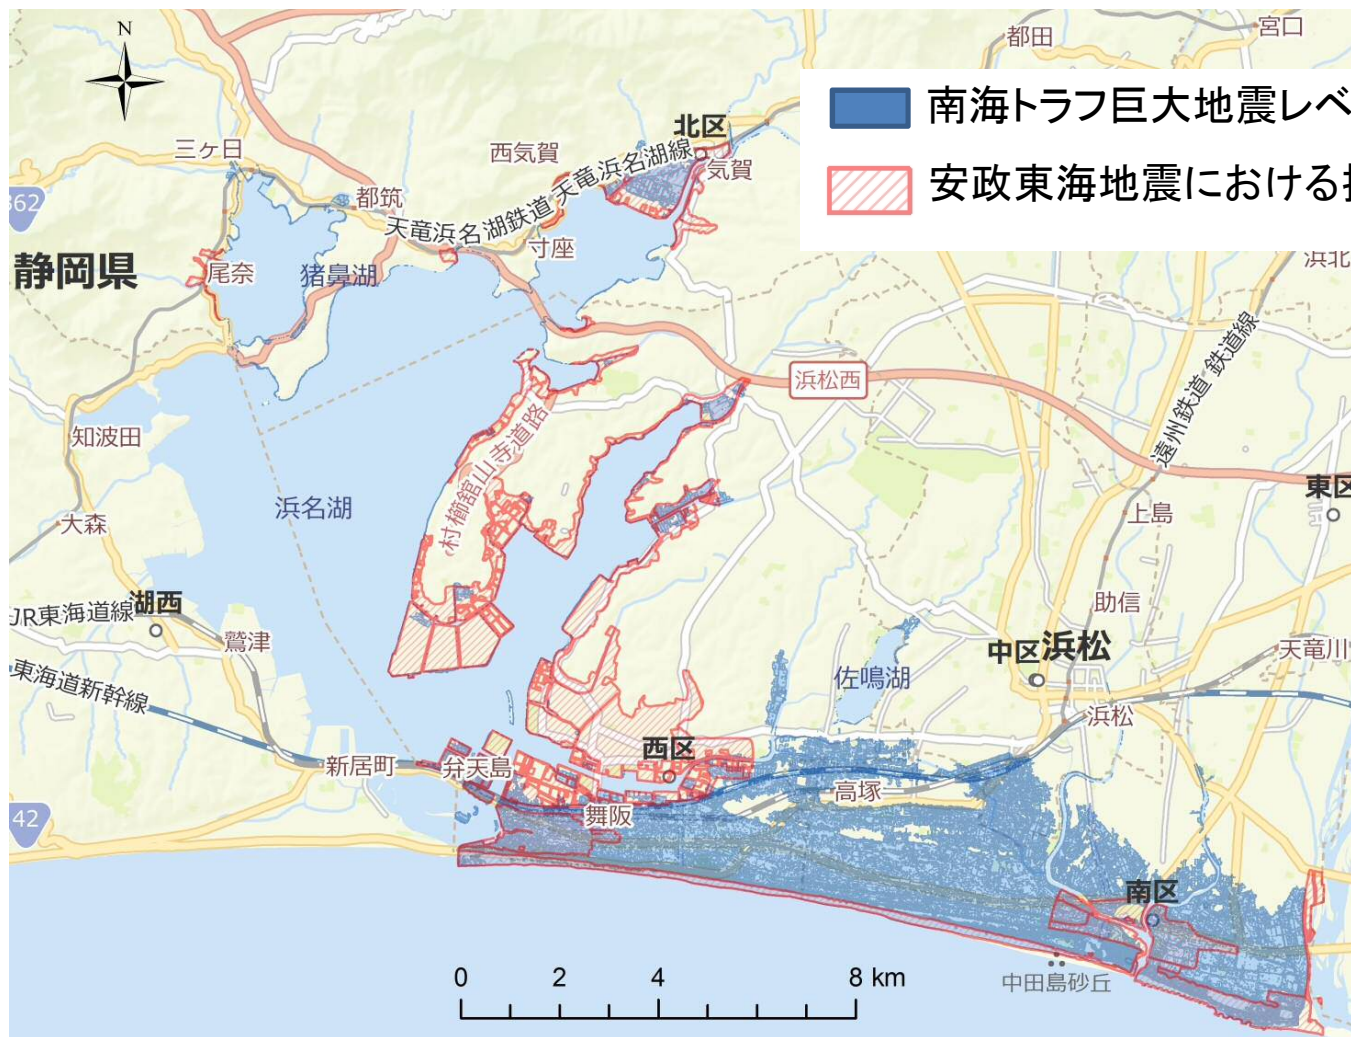 N
宮口
都田
南海トラフ巨大地震レベ
北区
三ヶ日
西気賀
気賀
安政東海地震における
362
都筑
天竜浜名湖鉄道 天竜浜名湖線
寸座
静岡県
尾奈
猪鼻湖
浜北
浜松西
遠州鉄道 鉄道線
知波田
村櫛舘山寺道路
東区
浜名湖
大森
上島
JR東海道線
湖西
助信
鷲津
中区
浜松
天竜川
佐鳴湖
東海道新幹線
浜松
西区
新居町
弁天島
高塚
42
舞阪
南区
中田島砂丘
0 2 4 8 km